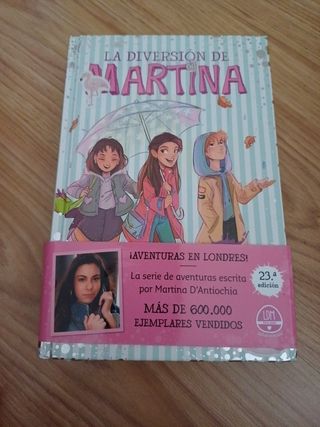 LA DIVERSIÓN DE
MARTINA
¡AVENTURAS EN LONDRES!
La serie de aventuras escrita
por Martina D'Antiochia
MÁS DE 600.000
EJEMPLARES VENDIDOS
23.ª
edición
LDM